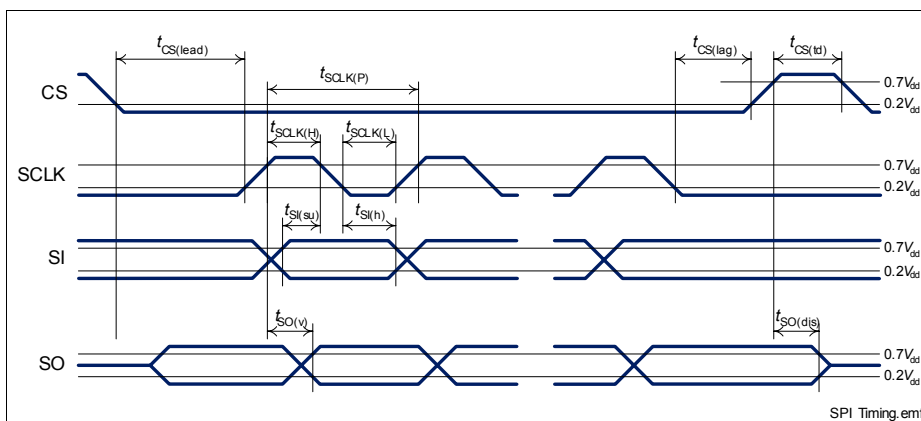 tCS(lead) tCS(lag) tCS(td)
tSCLK(P)
CS 0.7Vdd
0.2Vdd
tSCLK(H) tSCLK(L)
SCLK 0.7Vdd
0.2Vdd
tSI(su) tSI(h)
SI 0.7Vdd
0.2Vdd
tSO(v) tSO(dis)
SO 0.7Vdd
0.2Vdd
SPI Timing.emf